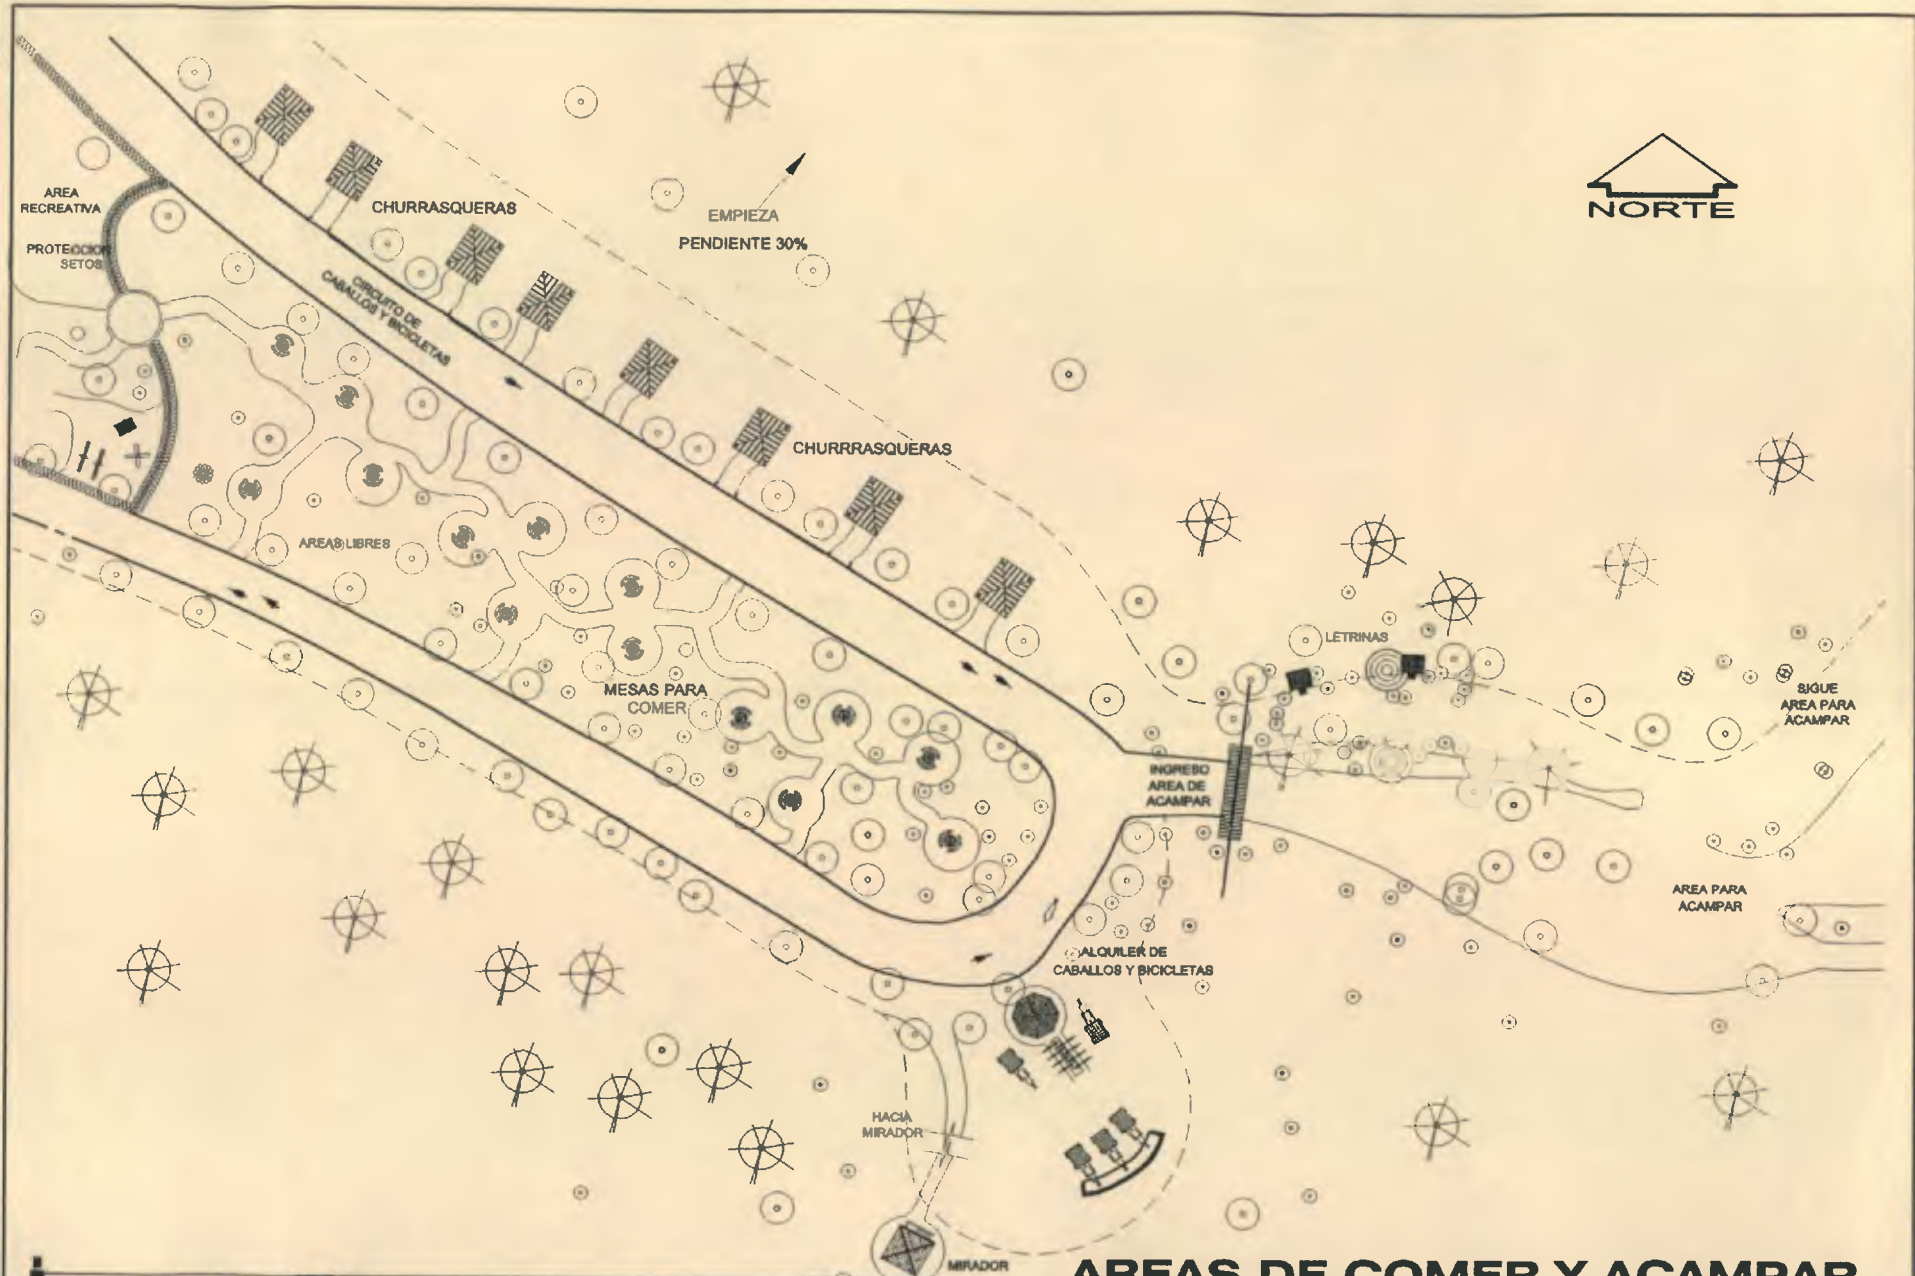 NORTE
AREA
RECREATIVA
PROTECCION
SETOS
CHURRASQUERAS
EMPIEZA
PENDIENTE 30%
CIRCUITO DE
CABALLOS Y BICICLETAS
CHURRRASQUERAS
AREAS LIBRES
LETRINAS
MESAS PARA
COMER
SIGUE
AREA PARA
ACAMPAR
INGRESO
AREA DE
ACAMPAR
AREA PARA
ACAMPAR
ALQUILER DE
CABALLOS Y BICICLETAS
HACIA
MIRADOR
MIRADOR
AREAS DE COMER Y ACAMPAR